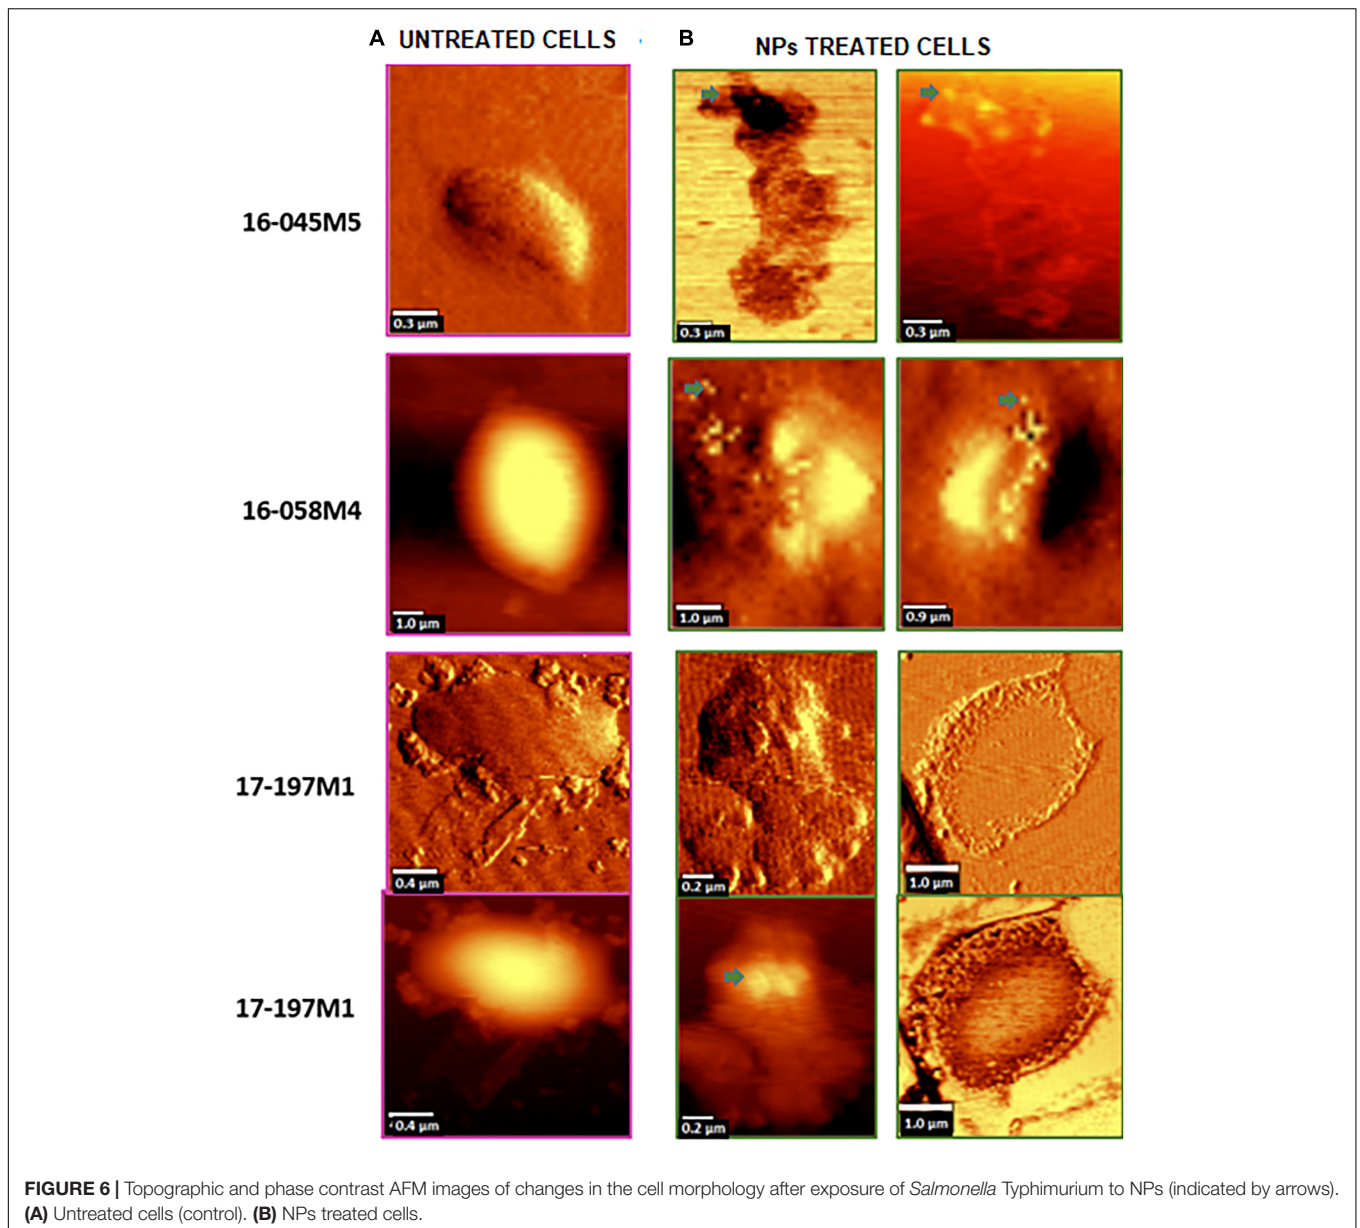 A UNTREATED CELLS
B NPs TREATED CELLS
16-045M5
0.3 µm
0.3 µm
0.3 µm
16-058M4
1.0 µm
1.0 µm
0.9 µm
17-197M1
0.4 µm
0.2 µm
1.0 µm
17-197M1
0.4 µm
0.2 µm
1.0 µm
FIGURE 6 | Topographic and phase contrast AFM images of changes in the cell morphology after exposure of Salmonella Typhimurium to NPs (indicated by arrows).
(A) Untreated cells (control). (B) NPs treated cells.